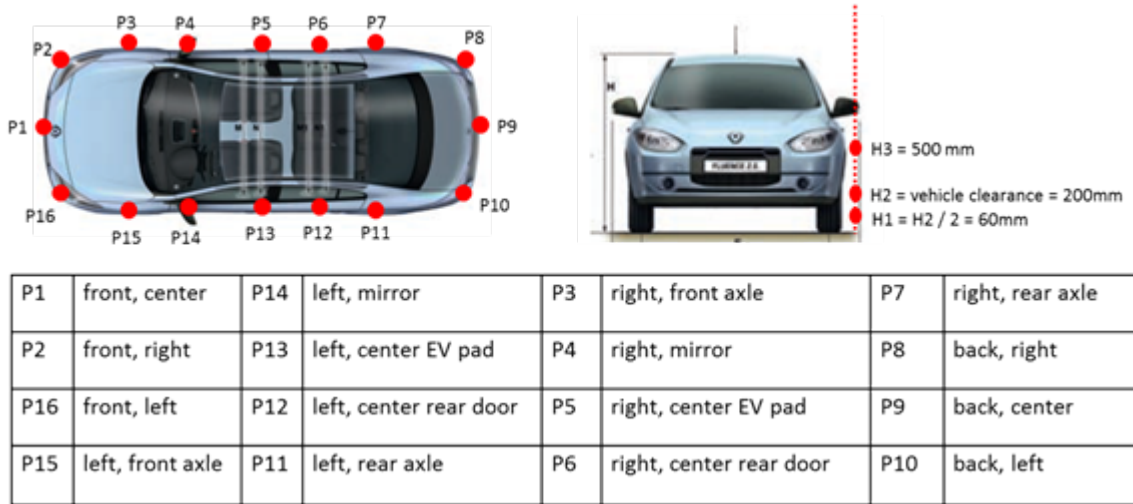 P3 P4 P5 P6 P7
P2 P8
P1 P9
P16 P10
P15 P14 P13 P12 P11
H
FLUENCE Z.E.
H3 = 500 mm
H2 = vehicle clearance = 200mm
H1 = H2 / 2 = 60mm
P1 front, center P14 left, mirror P3 right, front axle P7 right, rear axle
P2 front, right P13 left, center EV pad P4 right, mirror P8 back, right
P16 front, left P12 left, center rear door P5 right, center EV pad P9 back, center
P15 left, front axle P11 left, rear axle P6 right, center rear door P10 back, left